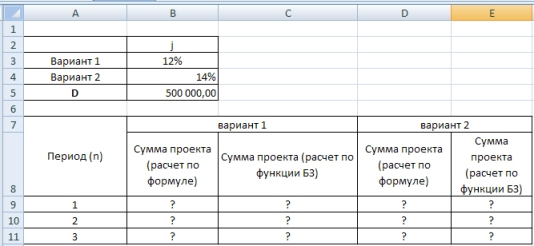 A B C D E
1
2 j
3 Вариант 1 12%
4 Вариант 2 14%
5 D 500 000,00
6
7 вариант 1 вариант 2
8 Период (n) Сумма проекта (расчет по формуле) Сумма проекта (расчет по функции БЗ) Сумма проекта (расчет по формуле) Сумма проекта (расчет по функции БЗ)
9 1 ? ? ? ?
10 2 ? ? ? ?
11 3 ? ? ? ?